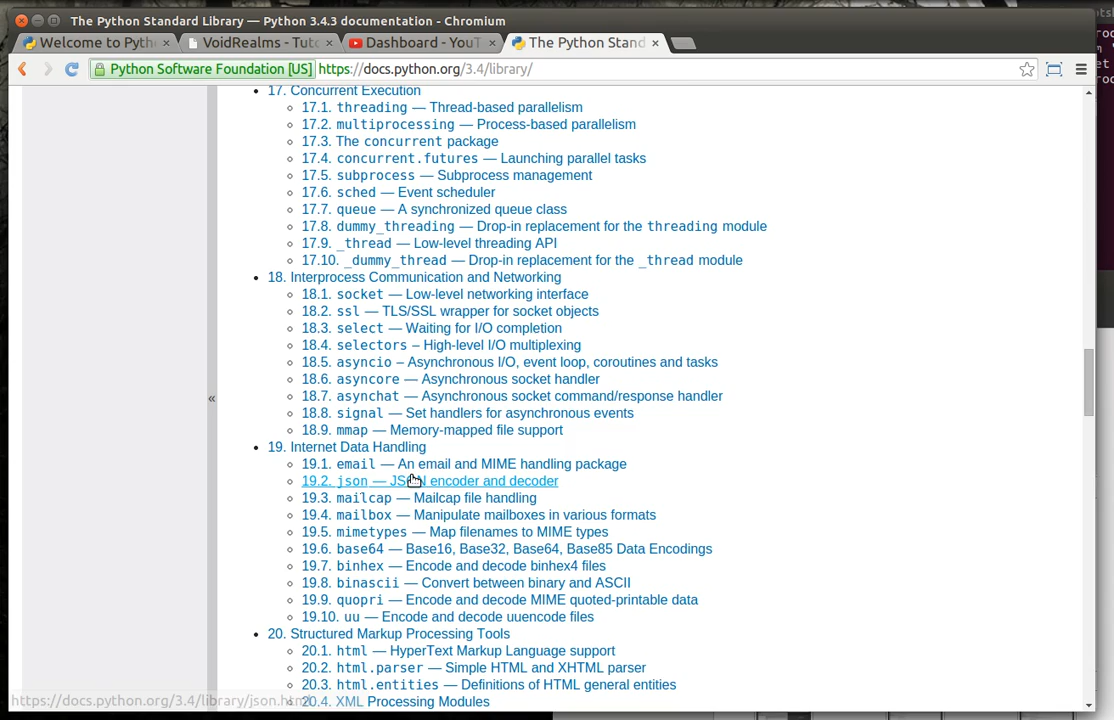 The Python Standard Library — Python 3.4.3 documentation - Chromium
Welcome to Pyth
VoidRealms - Tuto
Dashboard - YouT
The Python Stand
Python Software Foundation [US]
https://docs.python.org/3.4/library/
17. Concurrent Execution
17.1. threading — Thread-based parallelism
17.2. multiprocessing — Process-based parallelism
17.3. The concurrent package
17.4. concurrent.futures — Launching parallel tasks
17.5. subprocess — Subprocess management
17.6. sched — Event scheduler
17.7. queue — A synchronized queue class
17.8. dummy_threading — Drop-in replacement for the threading module
17.9. _thread — Low-level threading API
17.10. _dummy_thread — Drop-in replacement for the _thread module
18. Interprocess Communication and Networking
18.1. socket — Low-level networking interface
18.2. ssl — TLS/SSL wrapper for socket objects
18.3. select — Waiting for I/O completion
18.4. selectors – High-level I/O multiplexing
18.5. asyncio – Asynchronous I/O, event loop, coroutines and tasks
18.6. asyncore — Asynchronous socket handler
18.7. asynchat — Asynchronous socket command/response handler
18.8. signal — Set handlers for asynchronous events
18.9. mmap — Memory-mapped file support
«
19. Internet Data Handling
19.1. email — An email and MIME handling package
19.2. json — JSON encoder and decoder
19.3. mailcap — Mailcap file handling
19.4. mailbox — Manipulate mailboxes in various formats
19.5. mimetypes — Map filenames to MIME types
19.6. base64 — Base16, Base32, Base64, Base85 Data Encodings
19.7. binhex — Encode and decode binhex4 files
19.8. binascii — Convert between binary and ASCII
19.9. quopri — Encode and decode MIME quoted-printable data
19.10. uu — Encode and decode uuencode files
20. Structured Markup Processing Tools
20.1. html — HyperText Markup Language support
20.2. html.parser — Simple HTML and XHTML parser
20.3. html.entities — Definitions of HTML general entities
20.4. XML Processing Modules
https://docs.python.org/3.4/library/json.html